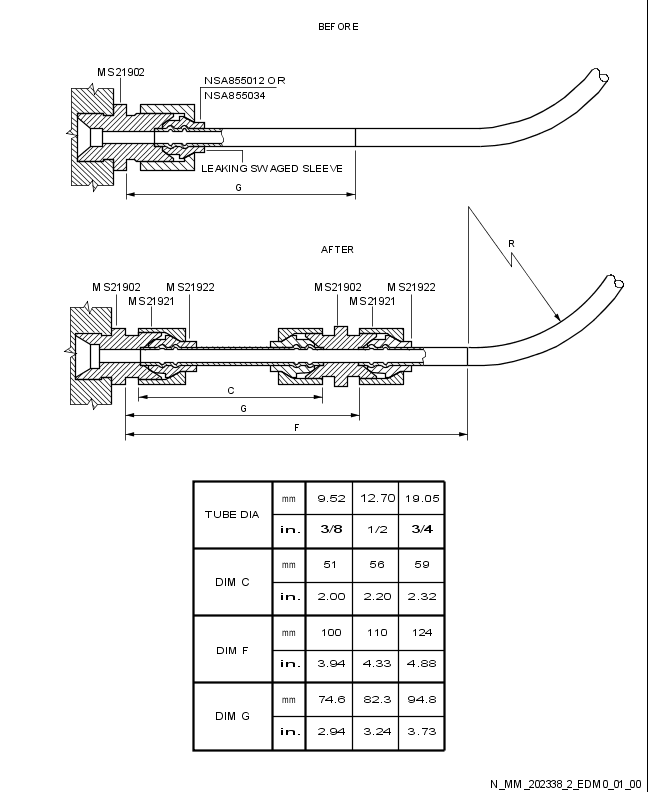 BEFORE
MS21902
NSA855012 OR
NSA855034
LEAKING SWAGED SLEEVE
G
AFTER
R
MS21902 MS21922 MS21902 MS21922
MS21921 MS21921
C
G
F
TUBE DIA mm 9.52 12.70 19.05
in. 3/8 1/2 3/4
DIM C mm 51 56 59
in. 2.00 2.20 2.32
DIM F mm 100 110 124
in. 3.94 4.33 4.88
DIM G mm 74.6 82.3 94.8
in. 2.94 3.24 3.73
N_MM_202338_2_EDM0_01_00